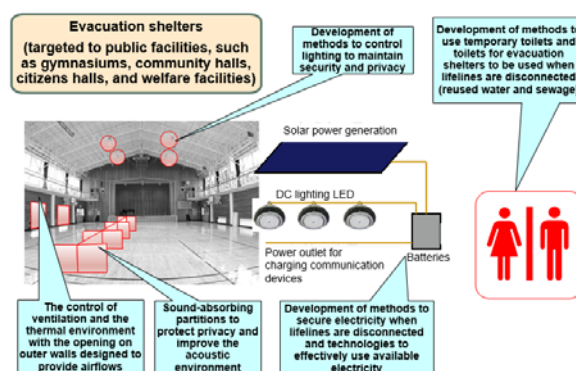 Evacuation shelters
(targeted to public facilities, such
as gymnasiums, community halls,
citizens halls, and welfare facilities)
Development of
methods to control
lighting to maintain
security and privacy
Development of methods to
use temporary toilets and
toilets for evacuation
shelters to be used when
lifelines are disconnected
(reused water and sewage)
Solar power generation
DC lighting LED
Power outlet for
charging communication
devices
Batteries
The control of
ventilation and the
thermal environment
with the opening on
outer walls designed to
provide airflows
Sound-absorbing
partitions to
protect privacy and
improve the
acoustic
environment
Development of methods to
secure electricity when
lifelines are disconnected
and technologies to
effectively use available
electricity